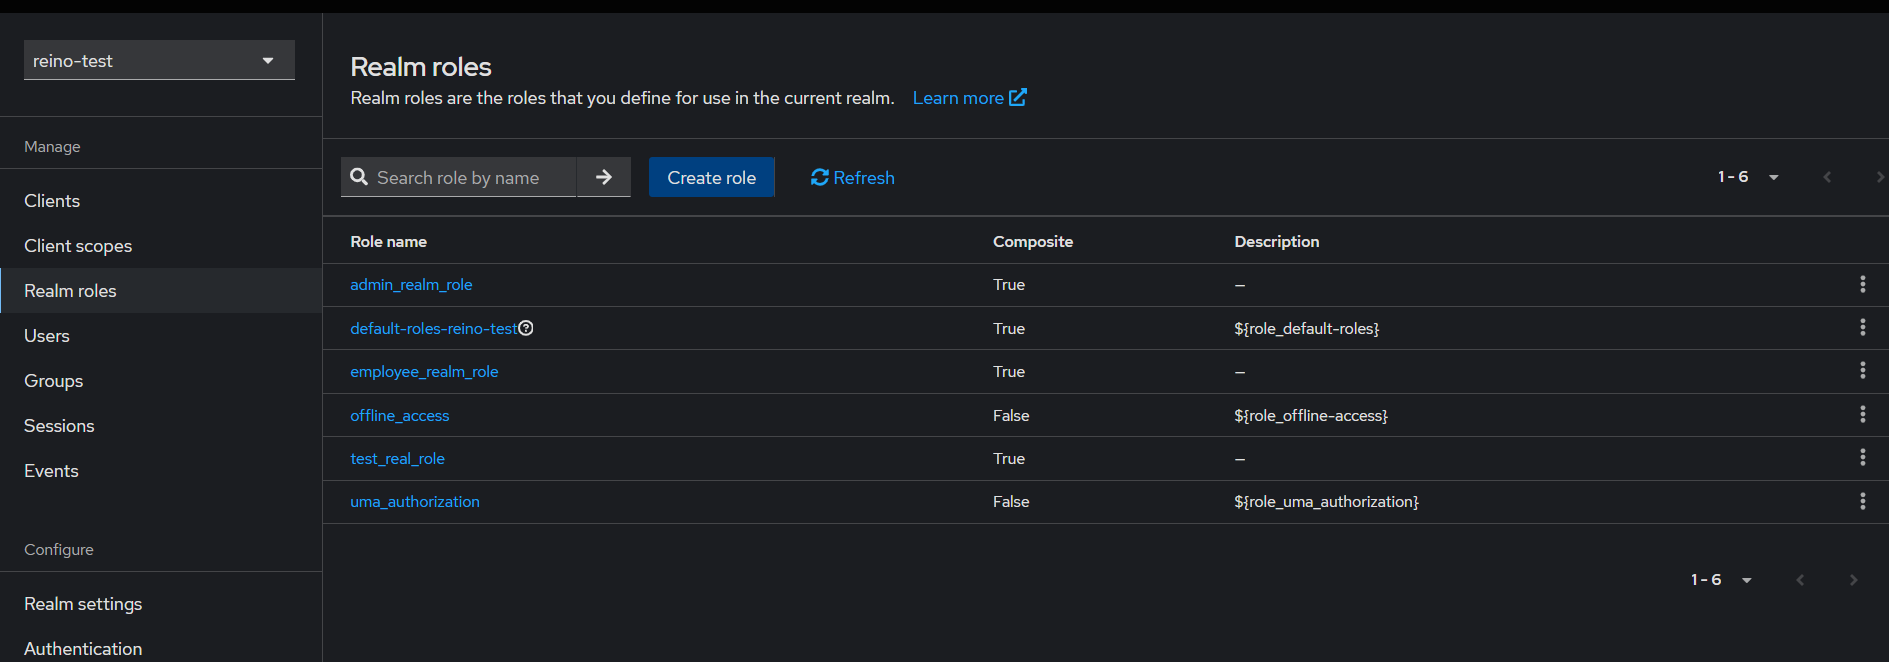 reino-test
Manage
Clients
Client scopes
Realm roles
Users
Groups
Sessions
Events
Configure
Realm settings
Authentication
Realm roles
Realm roles are the roles that you define for use in the current realm. Learn more
Search role by name Create role Refresh 1 - 6
Role name Composite Description
admin_realm_role True –
default-roles-reino-test True ${role_default-roles}
employee_realm_role True –
offline_access False ${role_offline-access}
test_real_role True –
uma_authorization False ${role_uma_authorization}
1 - 6